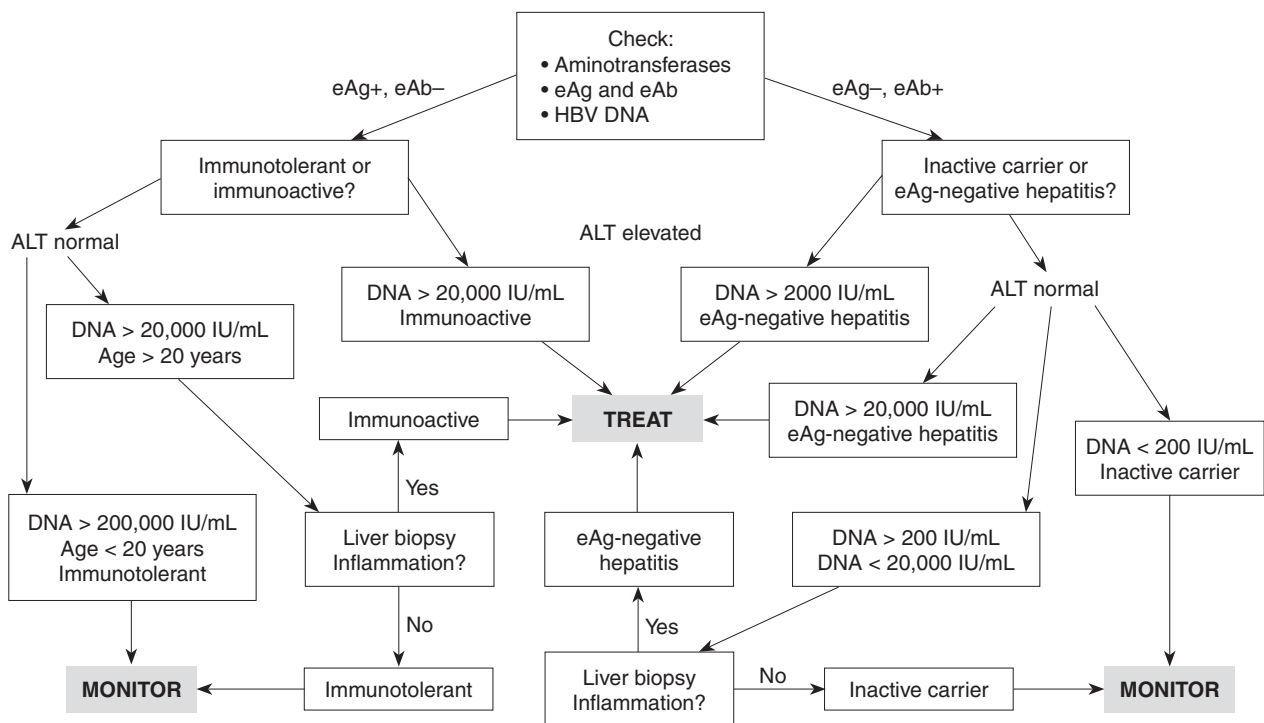 Check:
• Aminotransferases
• eAg and eAb
• HBV DNA
eAg+, eAb–
eAg–, eAb+
Immunotolerant or
immunoactive?
Inactive carrier or
eAg-negative hepatitis?
ALT normal
ALT elevated
ALT normal
DNA > 20,000 IU/mL
Immunoactive
DNA > 2000 IU/mL
eAg-negative hepatitis
DNA > 20,000 IU/mL
Age > 20 years
Immunoactive
TREAT
DNA > 20,000 IU/mL
eAg-negative hepatitis
DNA < 200 IU/mL
Inactive carrier
Yes
DNA > 200,000 IU/mL
Age < 20 years
Immunotolerant
Liver biopsy
Inflammation?
eAg-negative
hepatitis
DNA > 200 IU/mL
DNA < 20,000 IU/mL
No
Yes
MONITOR
Immunotolerant
Liver biopsy
Inflammation?
No
Inactive carrier
MONITOR